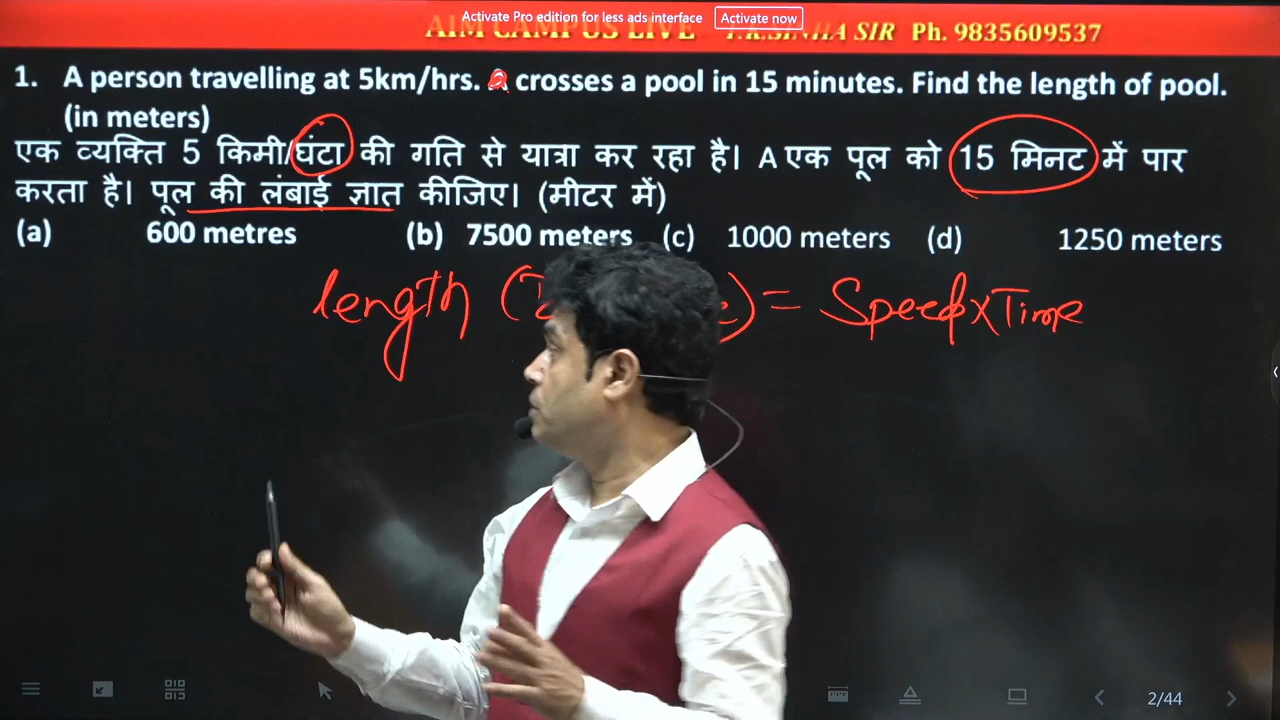 Activate Pro edition for less ads interface Activate now
AIM CAMPUS LIVE SINHA SIR Ph. 9835609537
1. A person travelling at 5km/hrs. crosses a pool in 15 minutes. Find the length of pool.
(in meters)
एक व्यक्ति 5 किमी/घंटा की गति से यात्रा कर रहा है। A एक पूल को 15 मिनट में पार
करता है। पूल की लंबाई ज्ञात कीजिए। (मीटर में)
(a) 600 metres (b) 7500 meters (c) 1000 meters (d) 1250 meters
length = Speed x Time
2/44